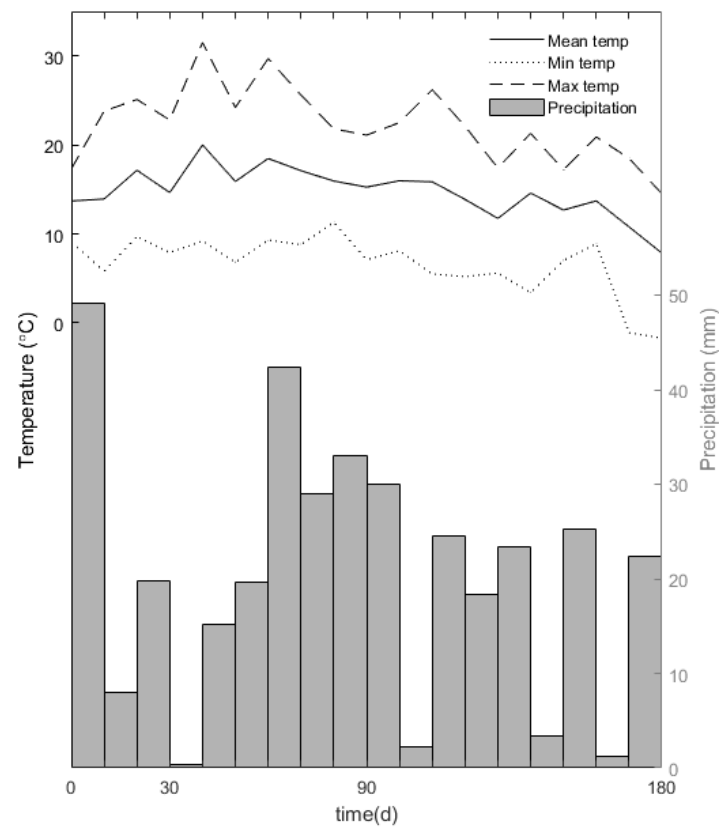 30
20
10
0
Temperature (°C)
Mean temp
Min temp
Max temp
Precipitation
50
40
30
20
10
0
Precipitation (mm)
0
30
90
180
time(d)